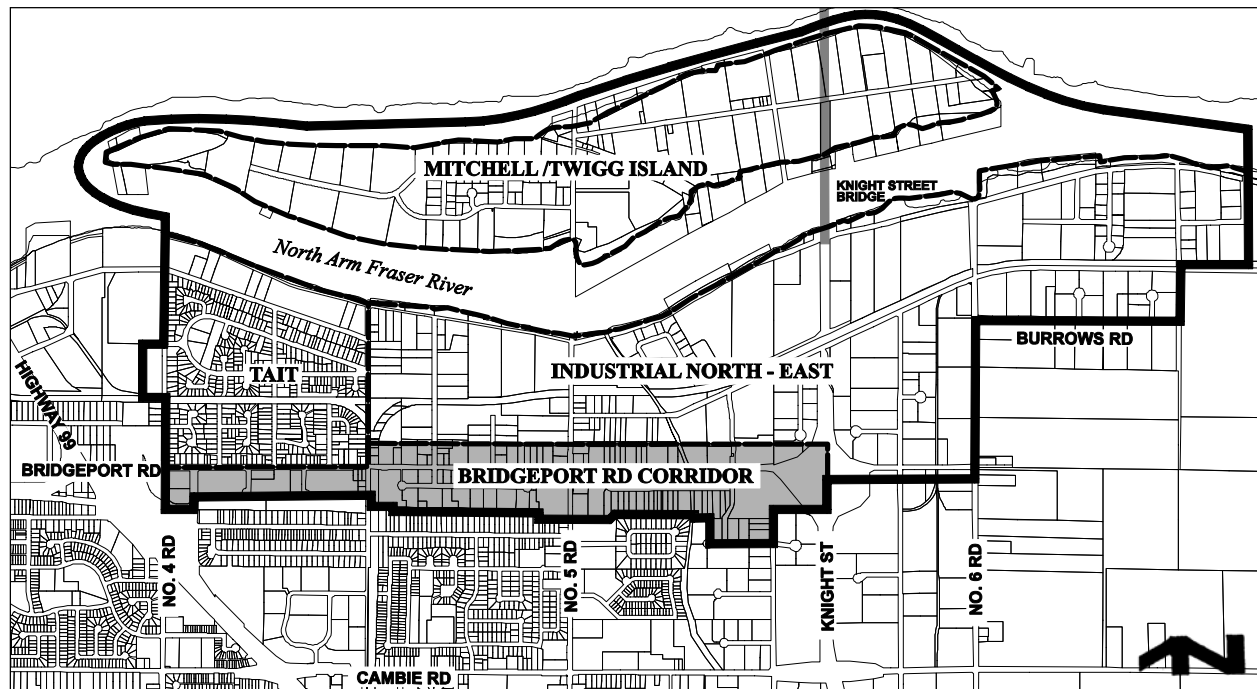 MITCHELL /TWIGG ISLAND
KNIGHT STREET
BRIDGE
North Arm Fraser River
BURROWS RD
TAIT
INDUSTRIAL NORTH - EAST
HIGHWAY 99
BRIDGEPORT RD
BRIDGEPORT RD CORRIDOR
NO. 4 RD
NO. 5 RD
KNIGHT ST
NO. 6 RD
CAMBIE RD
N